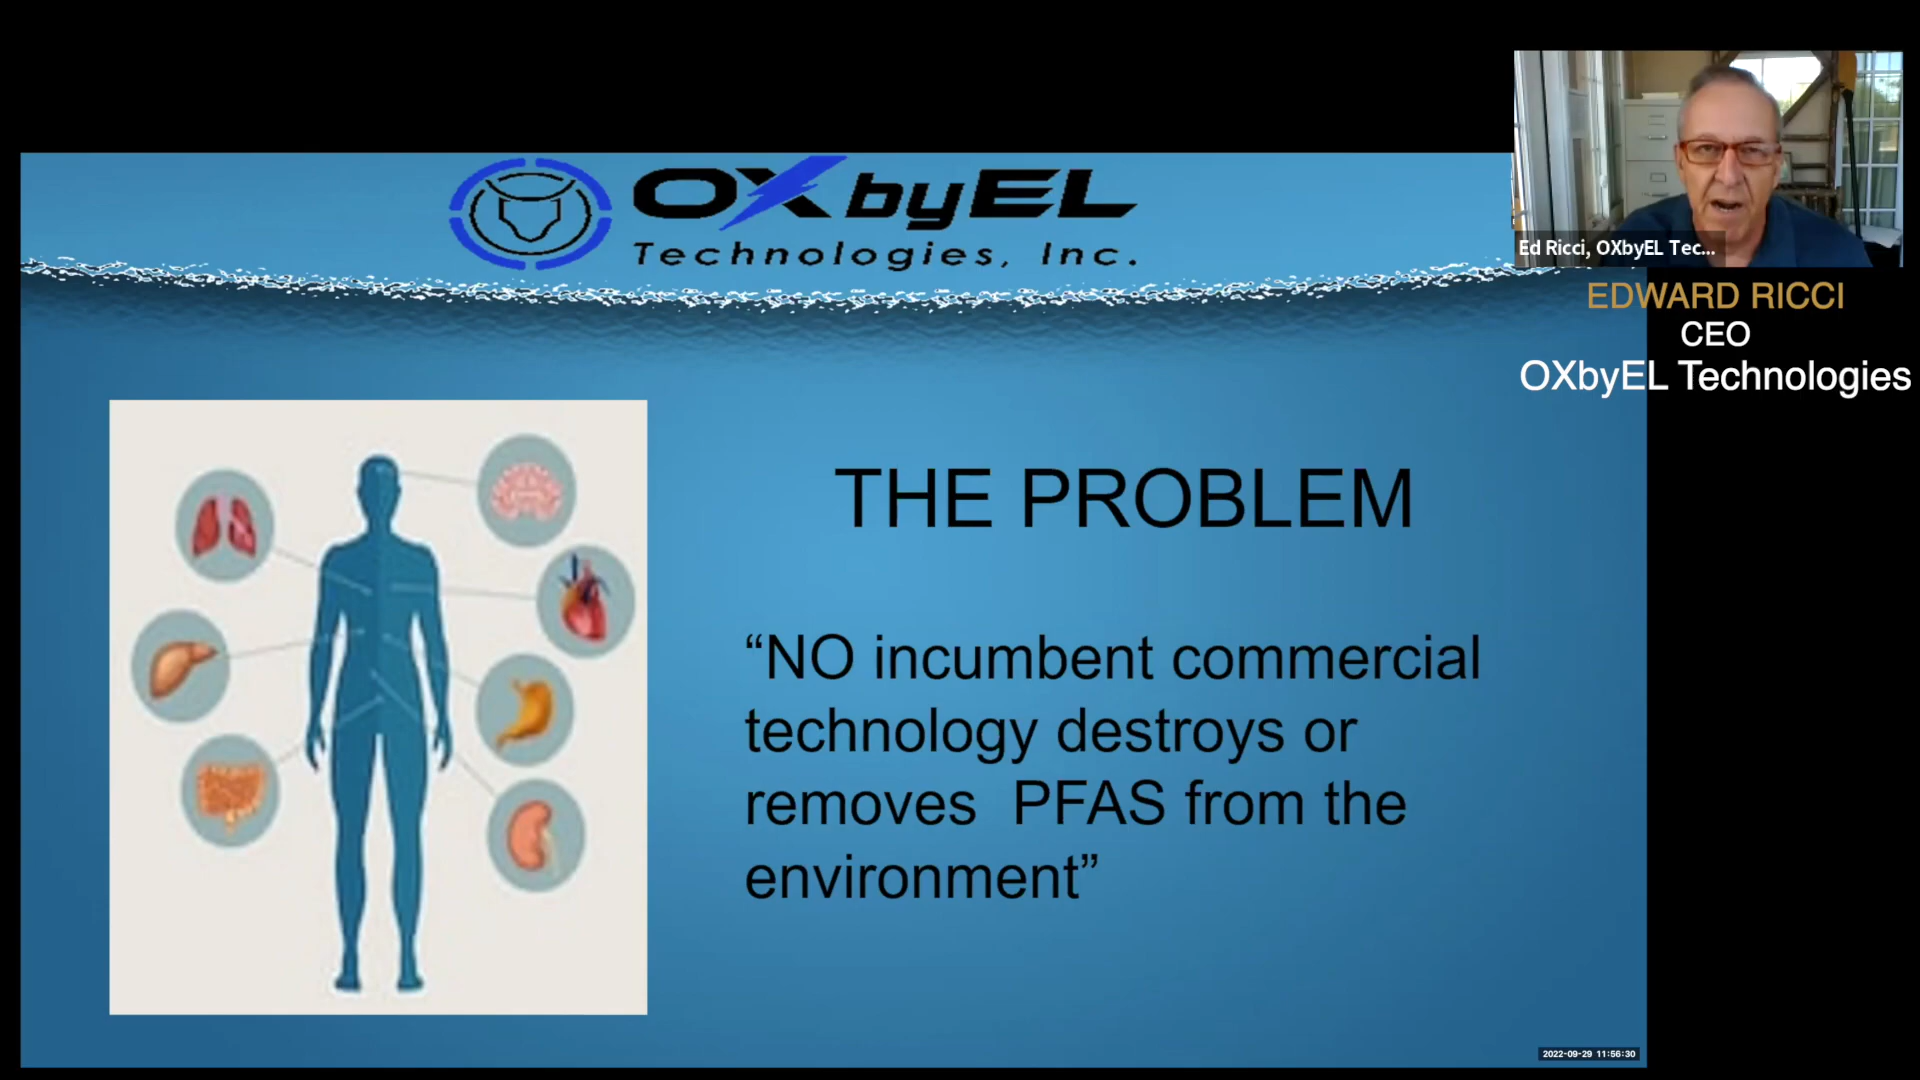 OXbyEL
Technologies, Inc.
Ed Ricci, OXbyEL Tec...
EDWARD RICCI
CEO
OXbyEL Technologies
THE PROBLEM
“NO incumbent commercial
technology destroys or
removes PFAS from the
environment”
2022-09-29 11:56:30